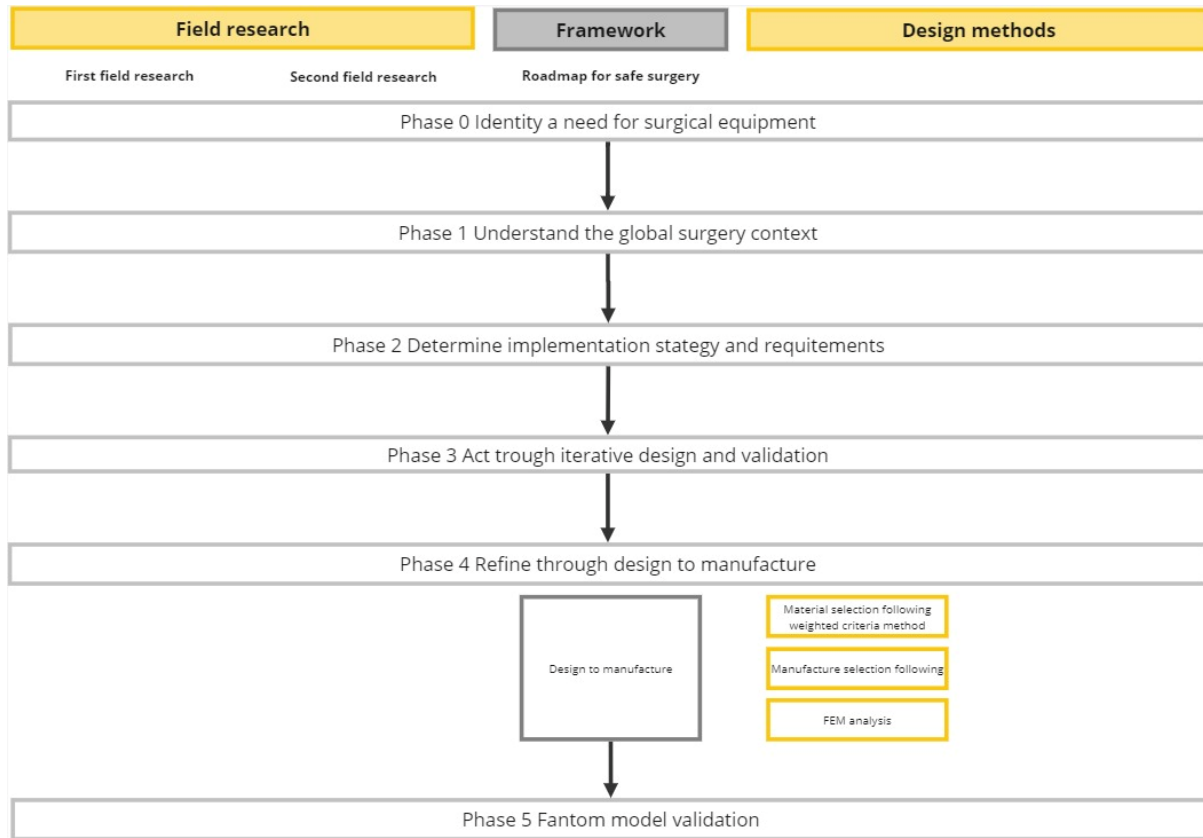 Field research
Framework
Design methods
First field research
Second field research
Roadmap for safe surgery
Phase 0 Identity a need for surgical equipment
Phase 1 Understand the global surgery context
Phase 2 Determine implementation stategy and requitements
Phase 3 Act trough iterative design and validation
Phase 4 Refine through design to manufacture
Design to manufacture
Material selection following
weighted criteria method
Manufacture selection following
FEM analysis
Phase 5 Fantom model validation